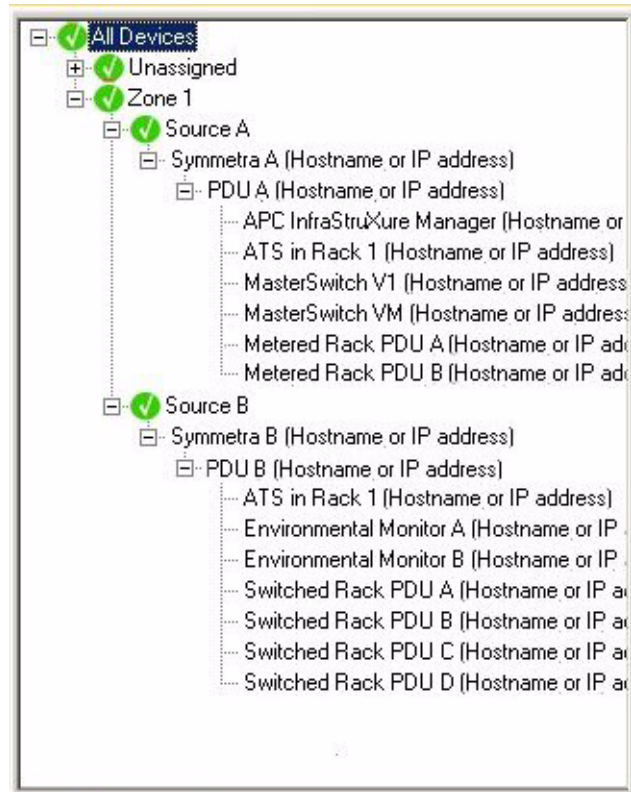 All Devices
Unassigned
Zone 1
Source A
Symmetra A (Hostname or IP address)
PDU A (Hostname or IP address)
APC InfraStruXure Manager (Hostname or
ATS in Rack 1 (Hostname or IP address)
MasterSwitch V1 (Hostname or IP address
MasterSwitch VM (Hostname or IP address
Metered Rack PDU A (Hostname or IP ad
Metered Rack PDU B (Hostname or IP ad
Source B
Symmetra B (Hostname or IP address)
PDU B (Hostname or IP address)
ATS in Rack 1 (Hostname or IP address)
Environmental Monitor A (Hostname or IP
Environmental Monitor B (Hostname or IP
Switched Rack PDU A (Hostname or IP a
Switched Rack PDU B (Hostname or IP a
Switched Rack PDU C (Hostname or IP a
Switched Rack PDU D (Hostname or IP a